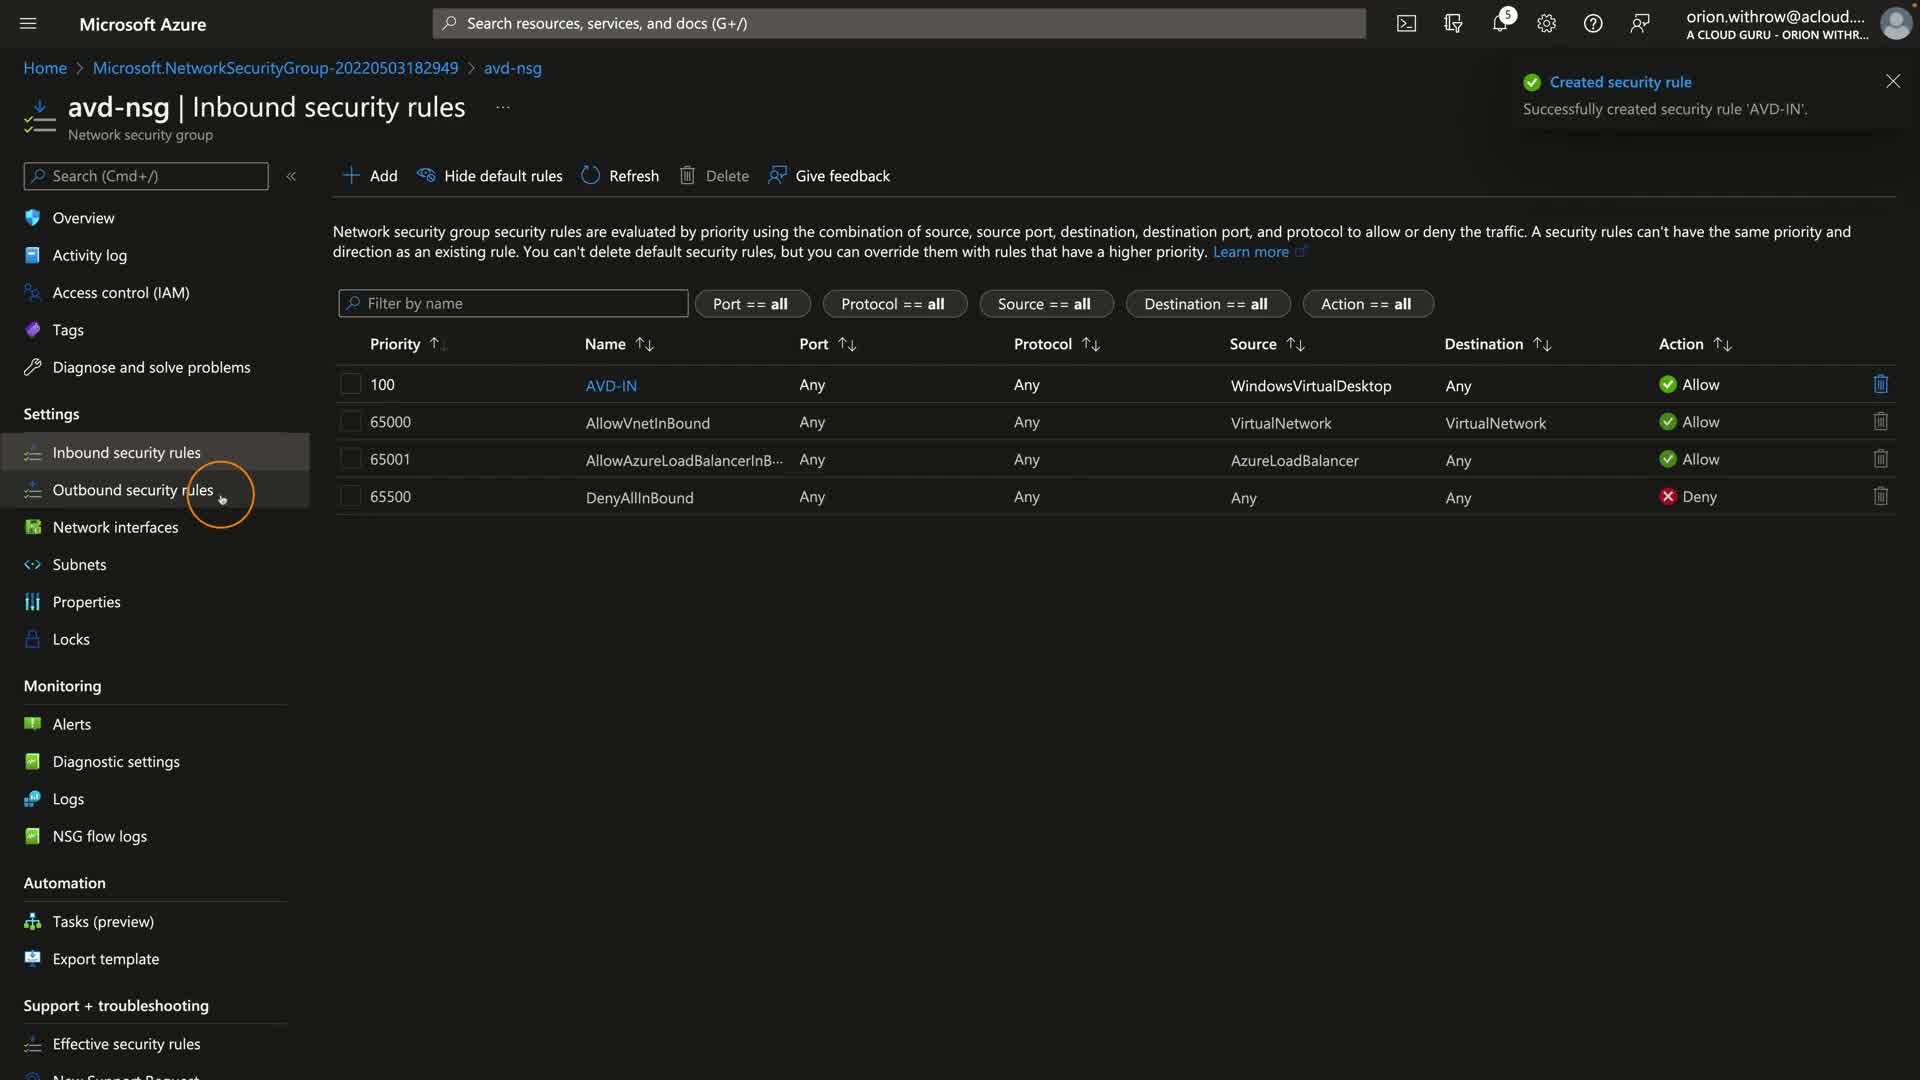 Microsoft Azure
Search resources, services, and docs (G+/)
5
orion.withrow@acloud....
A CLOUD GURU - ORION WITHR...
Home > Microsoft.NetworkSecurityGroup-20220503182949 > avd-nsg
avd-nsg | Inbound security rules ...
Network security group
Created security rule
Successfully created security rule 'AVD-IN'.
Search (Cmd+/) «
Add Hide default rules Refresh Delete Give feedback
Overview
Activity log
Access control (IAM)
Tags
Diagnose and solve problems
Settings
Inbound security rules
Outbound security rules
Network interfaces
Subnets
Properties
Locks
Monitoring
Alerts
Diagnostic settings
Logs
NSG flow logs
Automation
Tasks (preview)
Export template
Support + troubleshooting
Effective security rules
New Support Request
Network security group security rules are evaluated by priority using the combination of source, source port, destination, destination port, and protocol to allow or deny the traffic. A security rules can't have the same priority and
direction as an existing rule. You can't delete default security rules, but you can override them with rules that have a higher priority. Learn more
Filter by name Port == all Protocol == all Source == all Destination == all Action == all
Priority ↑↓ Name ↑↓ Port ↑↓ Protocol ↑↓ Source ↑↓ Destination ↑↓ Action ↑↓
100 AVD-IN Any Any WindowsVirtualDesktop Any Allow
65000 AllowVnetInBound Any Any VirtualNetwork VirtualNetwork Allow
65001 AllowAzureLoadBalancerInB... Any Any AzureLoadBalancer Any Allow
65500 DenyAllInBound Any Any Any Any Deny